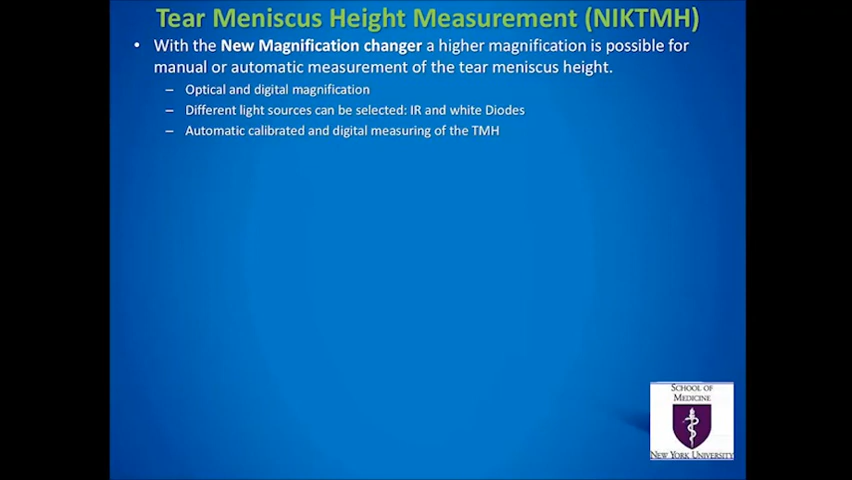 Tear Meniscus Height Measurement (NIKTMH)
• With the New Magnification changer a higher magnification is possible for
manual or automatic measurement of the tear meniscus height.
– Optical and digital magnification
– Different light sources can be selected: IR and white Diodes
– Automatic calibrated and digital measuring of the TMH
SCHOOL OF
MEDICINE
NEW YORK UNIVERSITY